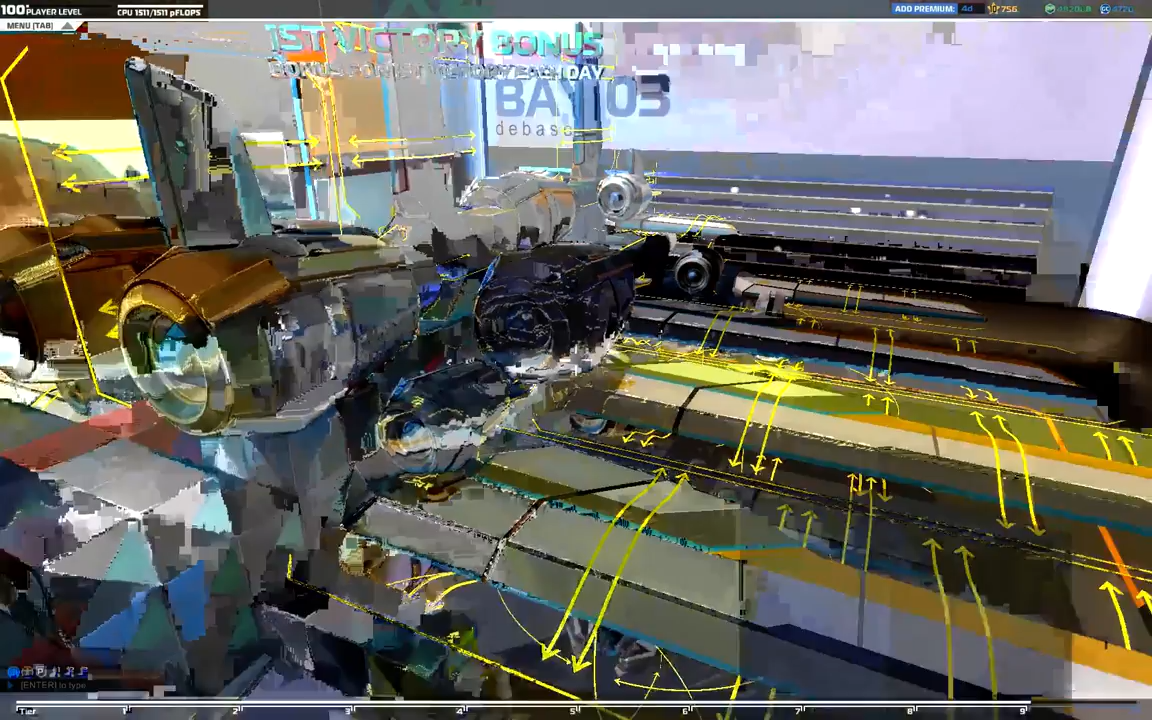 100: PLAYER LEVEL
CPU 1511/1511 pFLOPS
ADD PREMIUM: 4d
756
MENU [TAB]
1ST VICTORY BONUS
BONUS FOR 1ST VICTORY EACH DAY
BAY 03
debase
[ENTER] to type
Tier 1 2 3 4 5 6 7 8 9